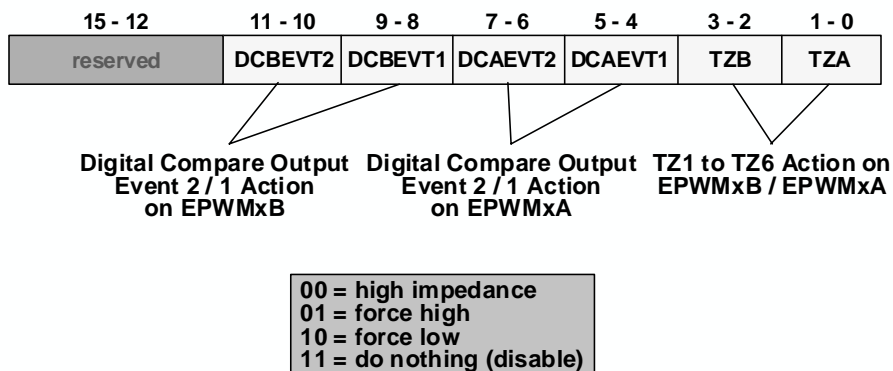 15 - 12 11 - 10 9 - 8 7 - 6 5 - 4 3 - 2 1 - 0
reserved DCBEVT2 DCBEVT1 DCAEVT2 DCAEVT1 TZB TZA
Digital Compare Output
Event 2 / 1 Action
on EPWMxB
Digital Compare Output
Event 2 / 1 Action
on EPWMxA
TZ1 to TZ6 Action on
EPWMxB / EPWMxA
00 = high impedance
01 = force high
10 = force low
11 = do nothing (disable)